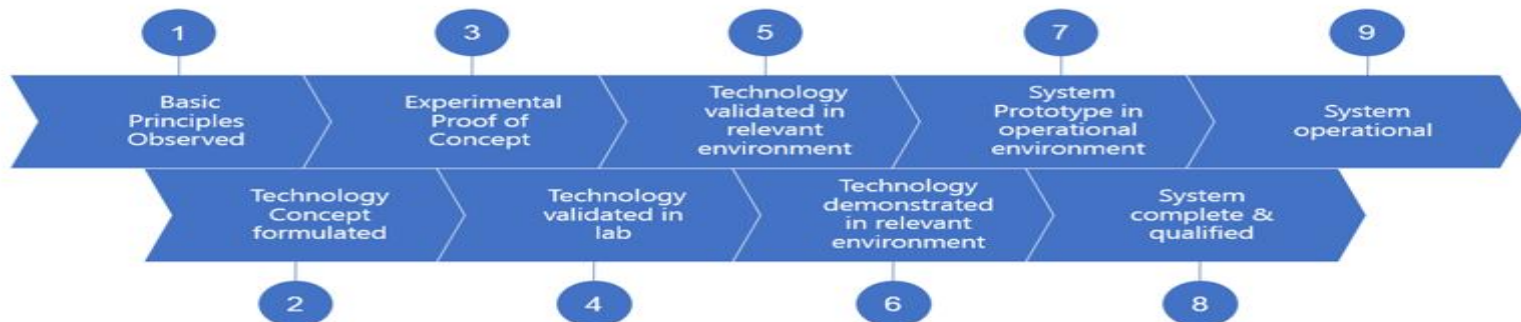 1
3
5
7
9
Basic
Principles
Observed
Experimental
Proof of
Concept
Technology
validated in
relevant
environment
System
Prototype in
operational
environment
System
operational
Technology
Concept
formulated
Technology
validated in
lab
Technology
demonstrated
in relevant
environment
System
complete &
qualified
2
4
6
8